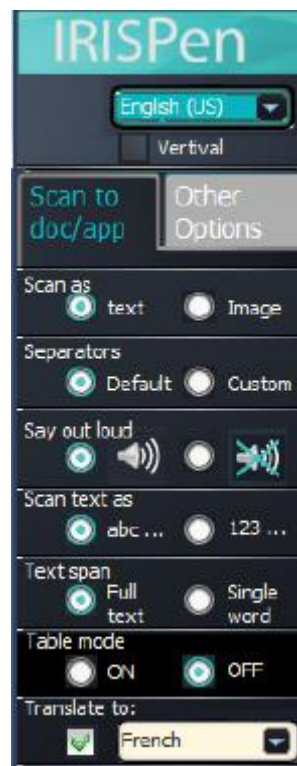 IRISPen
English (US)
Vertval
Scan to doc/app
Other Options
Scan as
text Image
Separators
Default Custom
Say out loud
Scan text as
abc ... 123 ...
Text span
Full text Single word
Table mode
ON OFF
Translate to:
French